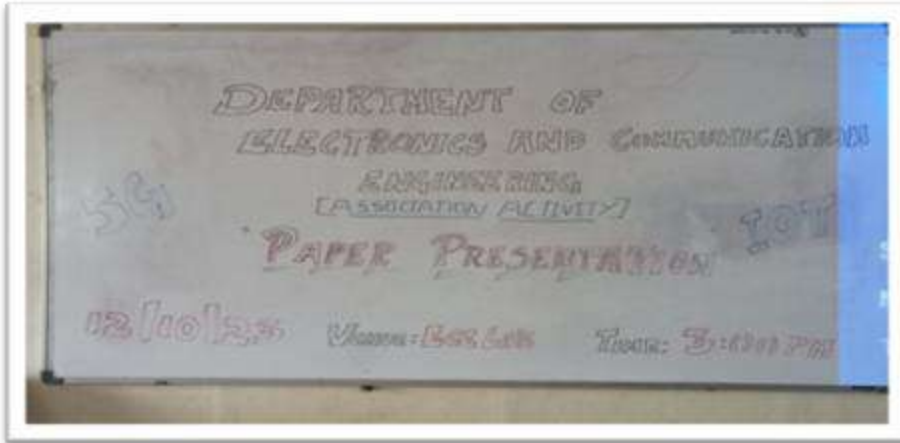 DEPARTMENT OF
ELECTRONICS AND COMMUNICATION
ENGINEERING
[ASSOCIATION ACTIVITY]
5G
IOT
PAPER PRESENTATION
12/10/23 VENUE: TIME: 3:00 PM